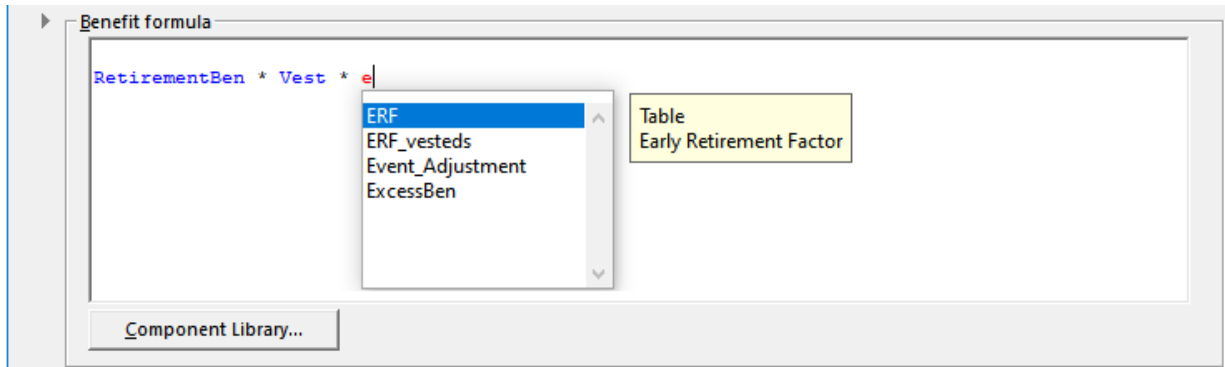 Benefit formula
RetirementBen * Vest * e
ERF
ERF_vesteds
Event_Adjustment
ExcessBen
Table
Early Retirement Factor
Component Library...